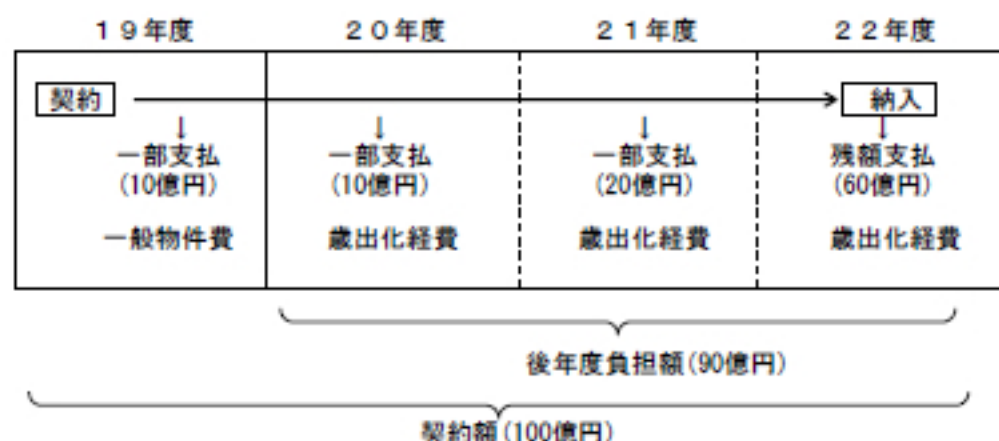 １９年度 ２０年度 ２１年度 ２２年度
契約 納入
一部支払 一部支払 一部支払 残額支払
(10億円) (10億円) (20億円) (60億円)
一般物件費 歳出化経費 歳出化経費 歳出化経費
後年度負担額(90億円)
契約額(100億円)